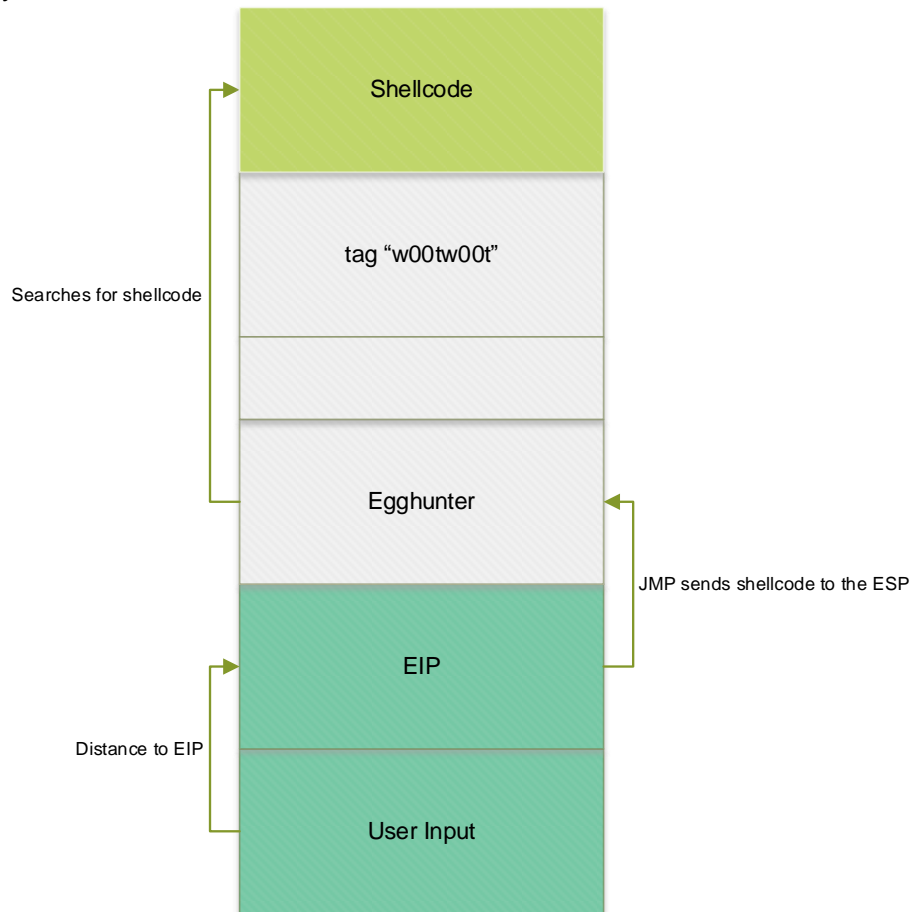 Shellcode
tag “w00tw00t”
Searches for shellcode
Egghunter
JMP sends shellcode to the ESP
EIP
Distance to EIP
User Input